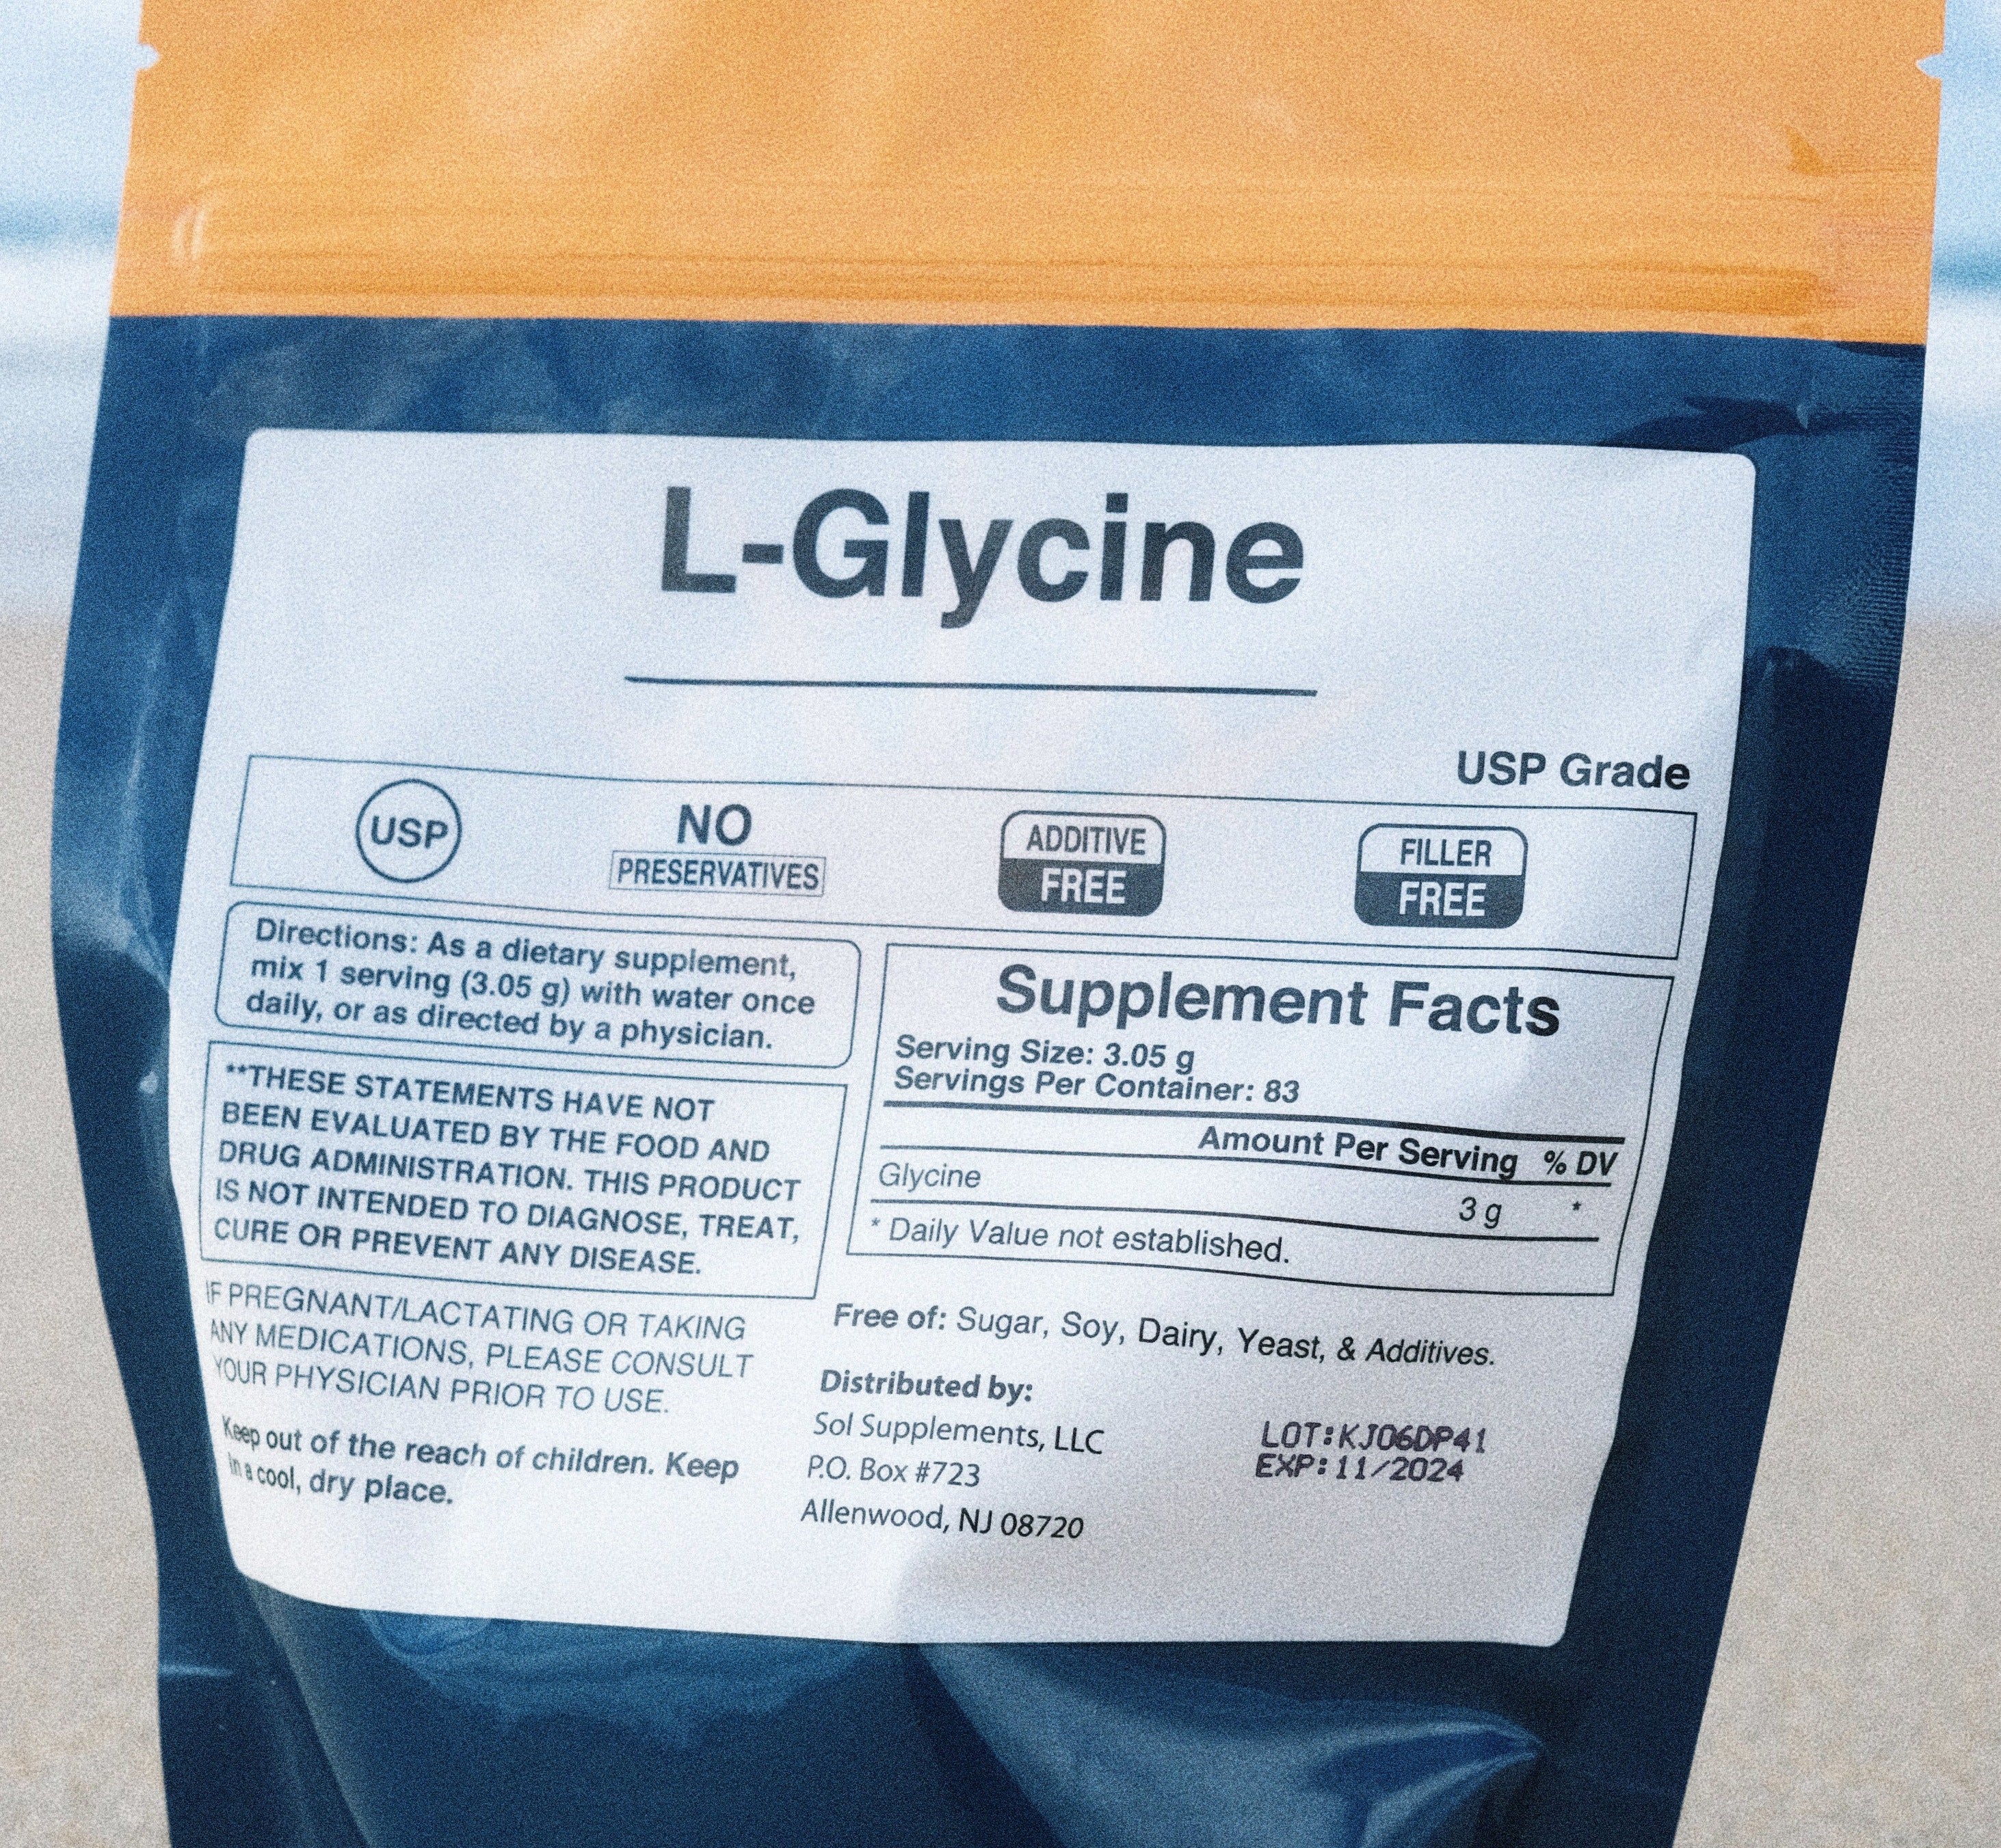 L-Glycine
USP Grade
USP
NO
PRESERVATIVES
ADDITIVE
FREE
FILLER
FREE
Directions: As a dietary supplement,
mix 1 serving (3.05 g) with water once
daily, or as directed by a physician.
**THESE STATEMENTS HAVE NOT
BEEN EVALUATED BY THE FOOD AND
DRUG ADMINISTRATION. THIS PRODUCT
IS NOT INTENDED TO DIAGNOSE, TREAT,
CURE OR PREVENT ANY DISEASE.
IF PREGNANT/LACTATING OR TAKING
ANY MEDICATIONS, PLEASE CONSULT
YOUR PHYSICIAN PRIOR TO USE.
Keep out of the reach of children. Keep
in a cool, dry place.
Supplement Facts
Serving Size: 3.05 g
Servings Per Container: 83
Amount Per Serving % DV
Glycine 3 g *
* Daily Value not established.
Free of: Sugar, Soy, Dairy, Yeast, & Additives.
Distributed by:
Sol Supplements, LLC
P.O. Box #723
Allenwood, NJ 08720
LOT:KJ06DP41
EXP:11/2024